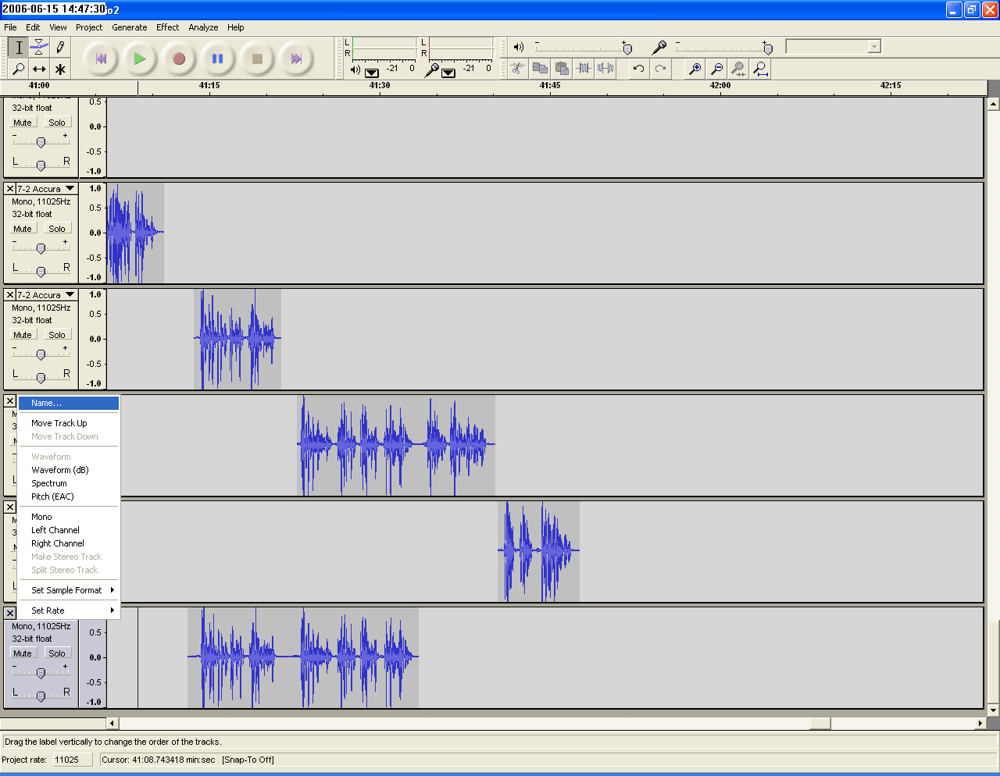 2006-06-15 14:47:30 io2
File Edit View Project Generate Effect Analyze Help
L
R
-21 0
L
R
-21 0
41:00 41:15 41:30 41:45 42:00 42:15
32-bit float
Mute Solo
- +
L R
0.5
0.0
-0.5
-1.0
7-2 Accura
Mono, 11025Hz
32-bit float
Mute Solo
- +
L R
1.0
0.5
0.0
-0.5
-1.0
7-2 Accura
Mono, 11025Hz
32-bit float
Mute Solo
- +
L R
1.0
0.5
0.0
-0.5
-1.0
Name...
Move Track Up
Move Track Down
Waveform
Waveform (dB)
Spectrum
Pitch (EAC)
Mono
Left Channel
Right Channel
Make Stereo Track
Split Stereo Track
Set Sample Format
Set Rate
Mono, 11025Hz
32-bit float
Mute Solo
- +
L R
0.5
0.0
-0.5
-1.0
Drag the label vertically to change the order of the tracks.
Project rate: 11025 Cursor: 41:08.743418 min:sec [Snap-To Off]